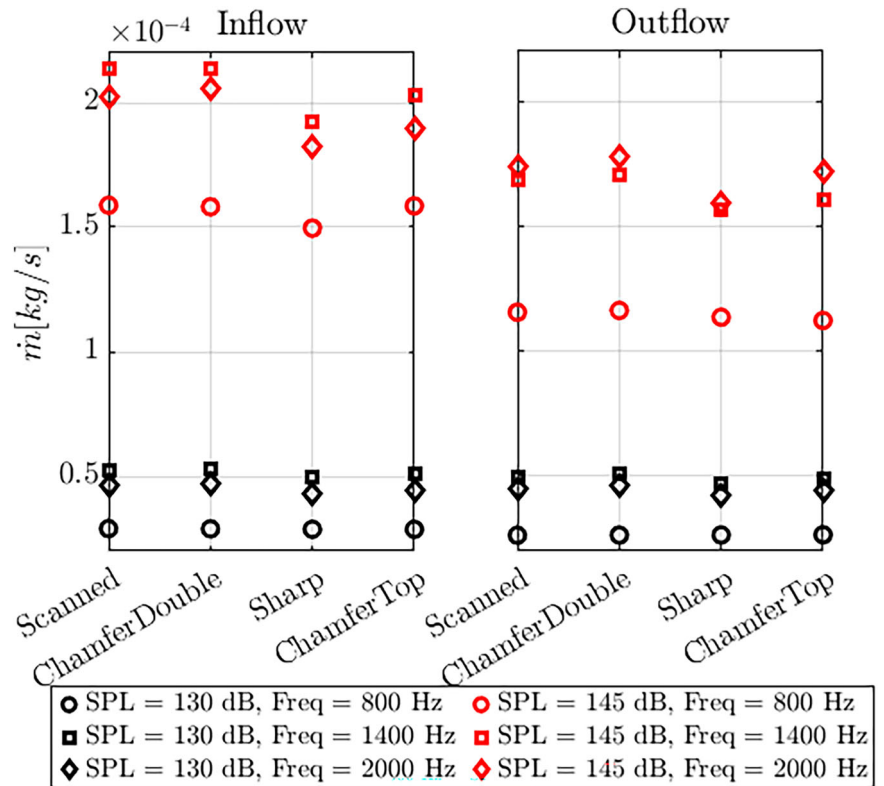 ×10⁻⁴ Inflow Outflow
2
1.5
1
0.5
ṁ[kg/s]
Scanned ChamferDouble Sharp ChamferTop
Scanned ChamferDouble Sharp ChamferTop
SPL = 130 dB, Freq = 800 Hz SPL = 145 dB, Freq = 800 Hz
SPL = 130 dB, Freq = 1400 Hz SPL = 145 dB, Freq = 1400 Hz
SPL = 130 dB, Freq = 2000 Hz SPL = 145 dB, Freq = 2000 Hz